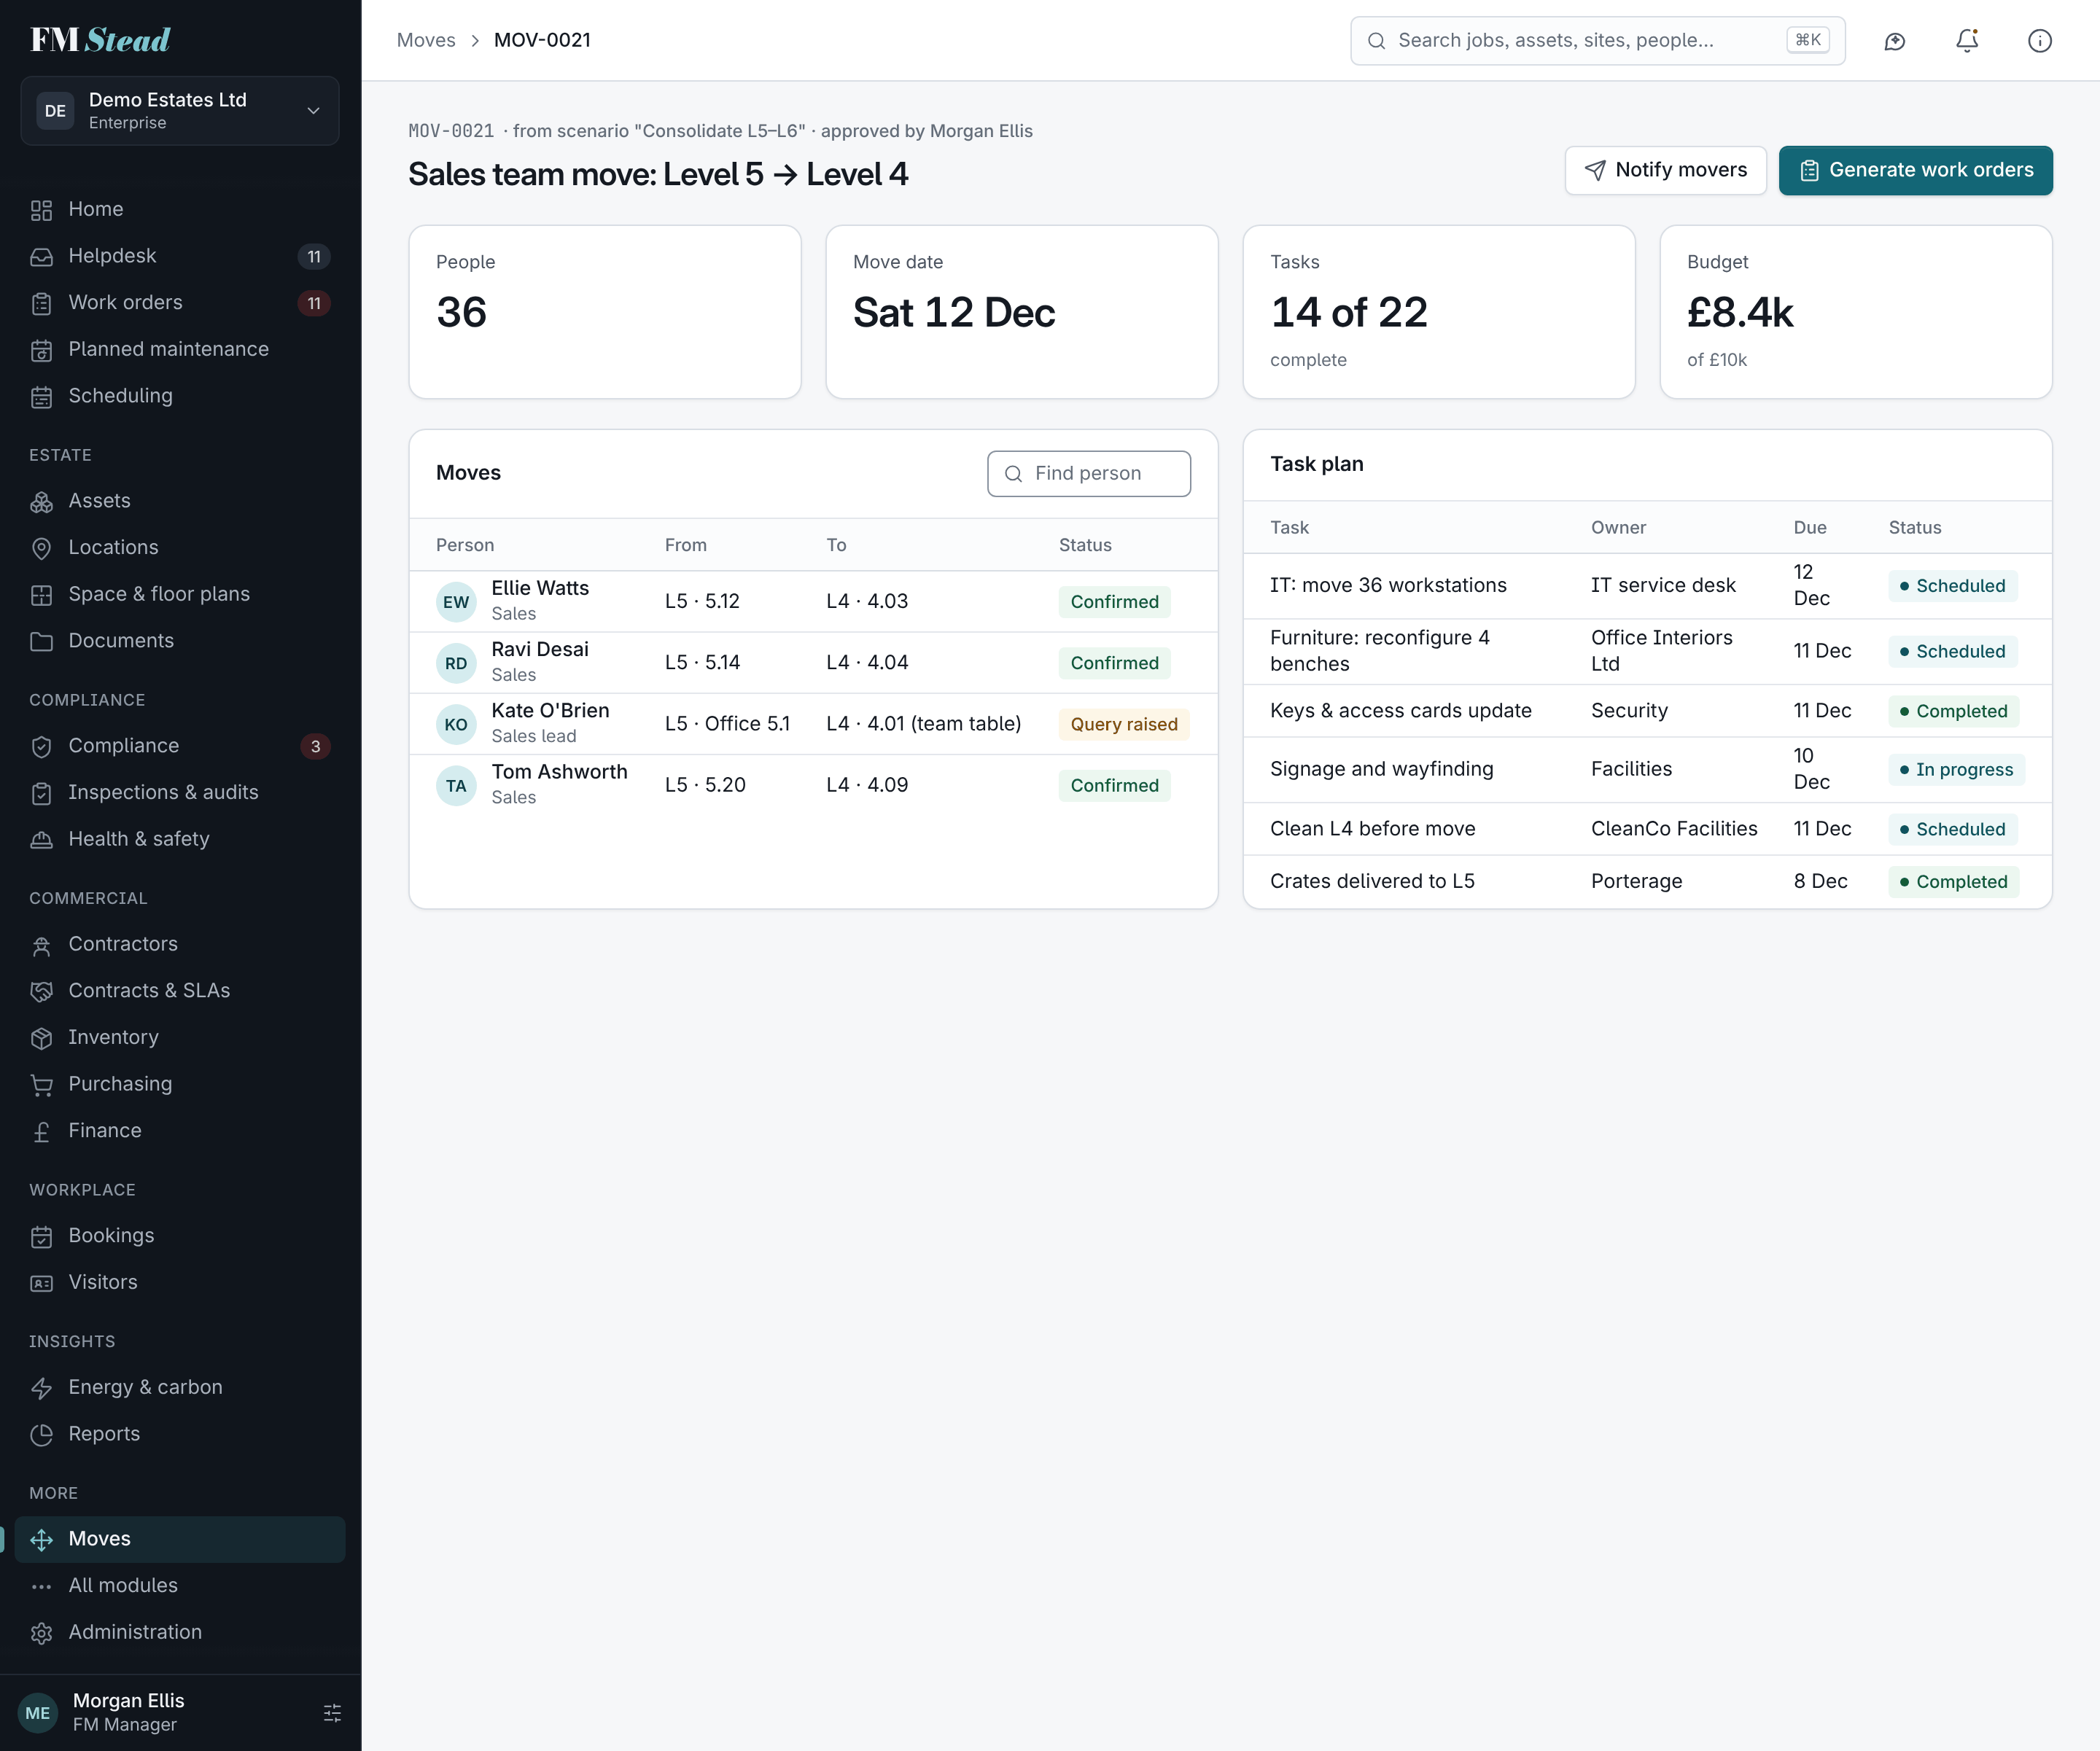 FM Stead
DE
Demo Estates Ltd
Enterprise
Home
Helpdesk 11
Work orders 11
Planned maintenance
Scheduling
ESTATE
Assets
Locations
Space & floor plans
Documents
COMPLIANCE
Compliance 3
Inspections & audits
Health & safety
COMMERCIAL
Contractors
Contracts & SLAs
Inventory
Purchasing
Finance
WORKPLACE
Bookings
Visitors
INSIGHTS
Energy & carbon
Reports
MORE
Moves
All modules
Administration
ME
Morgan Ellis
FM Manager
Moves > MOV-0021
Search jobs, assets, sites, people... ⌘K
MOV-0021 · from scenario "Consolidate L5–L6" · approved by Morgan Ellis
Sales team move: Level 5 → Level 4
Notify movers
Generate work orders
People
36
Move date
Sat 12 Dec
Tasks
14 of 22
complete
Budget
£8.4k
of £10k
Moves
Find person
Person From To Status
EW Ellie Watts L5 · 5.12 L4 · 4.03 Confirmed
Sales
RD Ravi Desai L5 · 5.14 L4 · 4.04 Confirmed
Sales
KO Kate O'Brien L5 · Office 5.1 L4 · 4.01 (team table) Query raised
Sales lead
TA Tom Ashworth L5 · 5.20 L4 · 4.09 Confirmed
Sales
Task plan
Task Owner Due Status
IT: move 36 workstations IT service desk 12 Dec Scheduled
Furniture: reconfigure 4 benches Office Interiors Ltd 11 Dec Scheduled
Keys & access cards update Security 11 Dec Completed
Signage and wayfinding Facilities 10 Dec In progress
Clean L4 before move CleanCo Facilities 11 Dec Scheduled
Crates delivered to L5 Porterage 8 Dec Completed